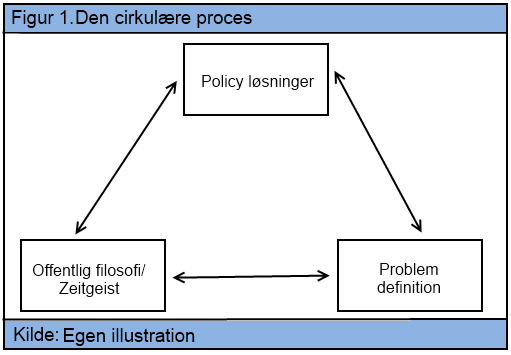 Figur 1.Den cirkulære proces
Policy løsninger
Offentlig filosofi/
Zeitgeist
Problem
definition
Kilde: Egen illustration